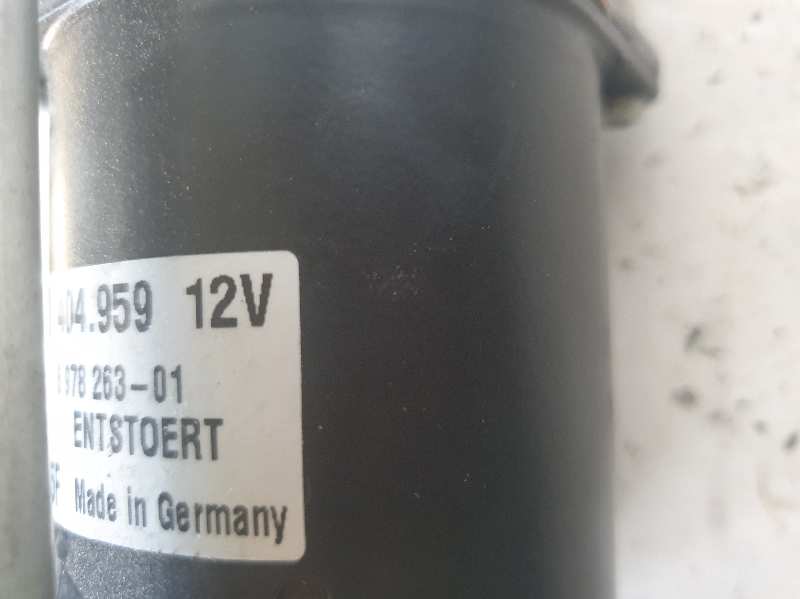 404.959 12V
978 263-01
ENTSTOERT
Made in Germany